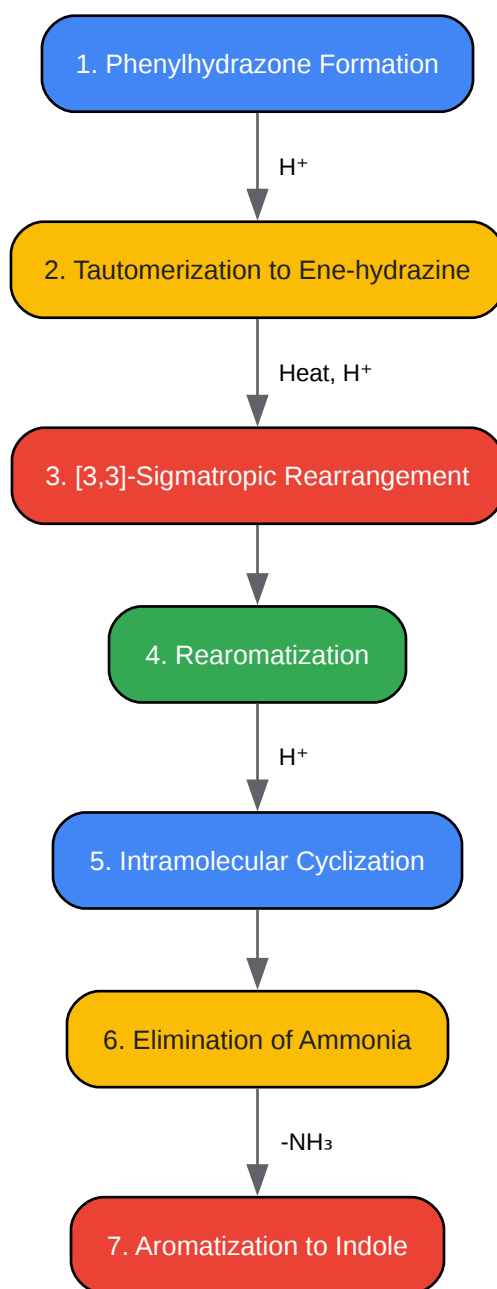 1. Phenylhydrazone Formation
H⁺
2. Tautomerization to Ene-hydrazine
Heat, H⁺
3. [3,3]-Sigmatropic Rearrangement
4. Rearomatization
H⁺
5. Intramolecular Cyclization
6. Elimination of Ammonia
-NH₃
7. Aromatization to Indole